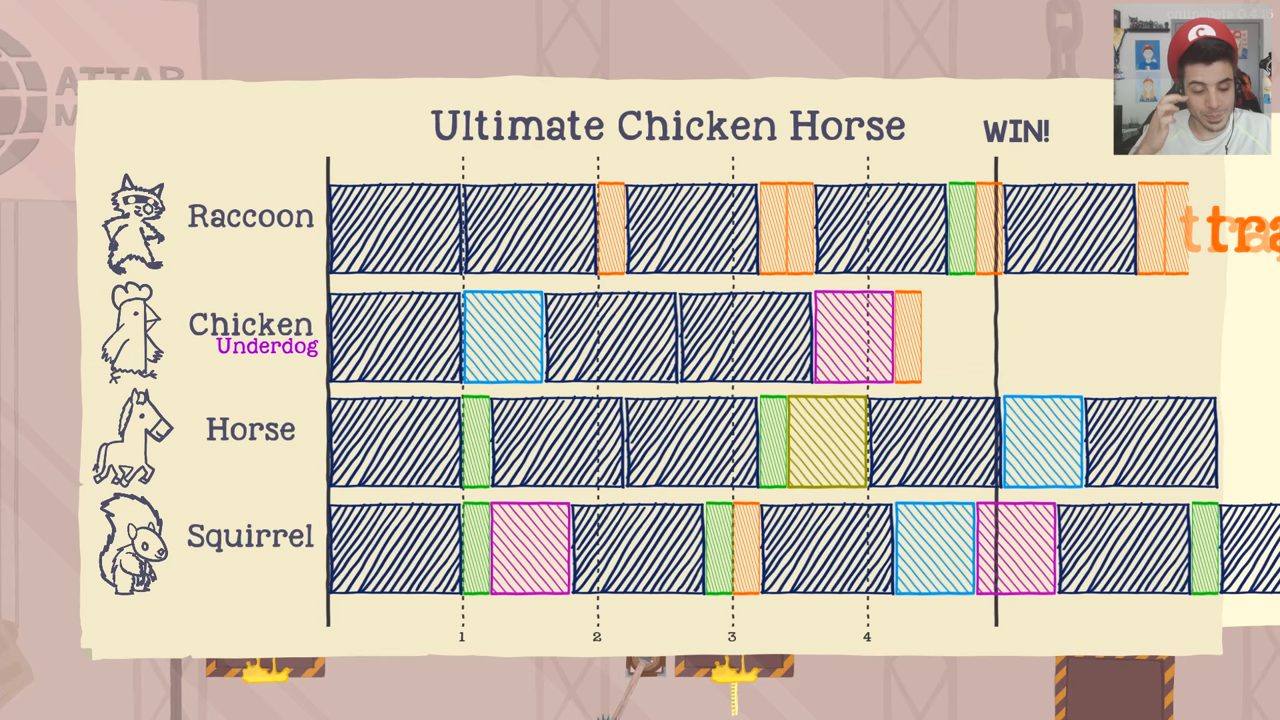 Ultimate Chicken Horse
WIN!
Raccoon
Chicken
Underdog
Horse
Squirrel
1 2 3 4